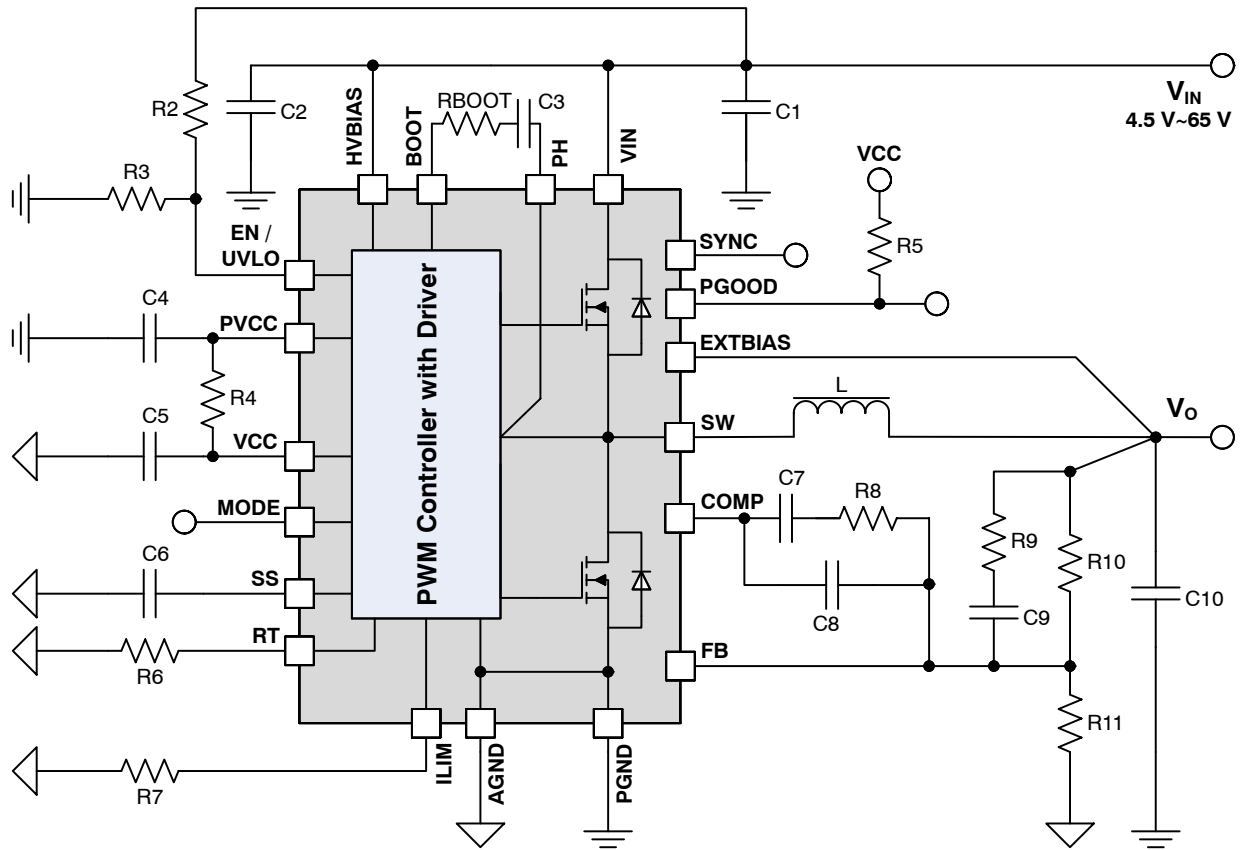 R2
C2
HVBIAS
BOOT
RBOOT
C3
PH
VIN
C1
VIN
4.5 V~65 V
R3
EN /
UVLO
VCC
R5
SYNC
PGOOD
EXTBIAS
C4
PVCC
R4
C5
VCC
PWM Controller with Driver
SW
L
VO
MODE
COMP
C7
R8
C8
R9
R10
C9
C10
C6
SS
RT
R6
FB
R11
R7
ILIM
AGND
PGND